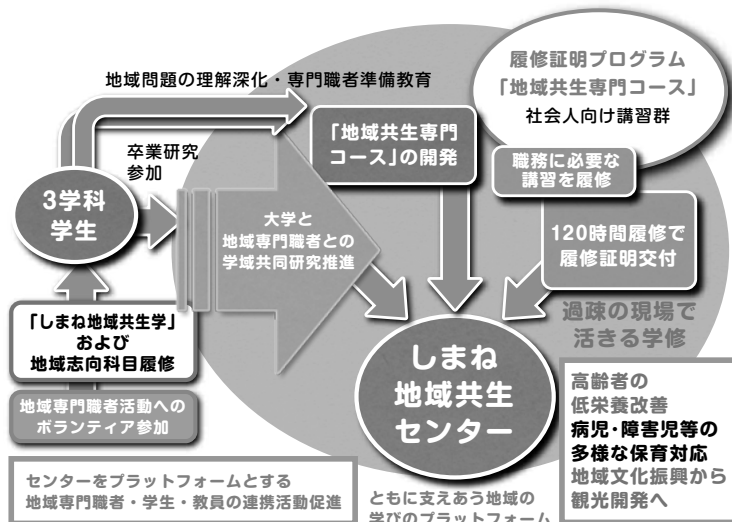 地域問題の理解深化・専門職者準備教育
履修証明プログラム
「地域共生専門コース」
社会人向け講習群
「地域共生専門
コース」の開発
卒業研究
参加
職務に必要な
講習を履修
3学科
学生
大学と
地域専門職者との
学域共同研究推進
120時間履修で
履修証明交付
「しまね地域共生学」
および
地域志向科目履修
過疎の現場で
活きる学修
しまね
地域共生
センター
地域専門職者活動への
ボランティア参加
高齢者の
低栄養改善
病児・障害児等の
多様な保育対応
地域文化振興から
観光開発へ
センターをプラットフォームとする
地域専門職者・学生・教員の連携活動促進
ともに支えあう地域の
学びのプラットフォーム